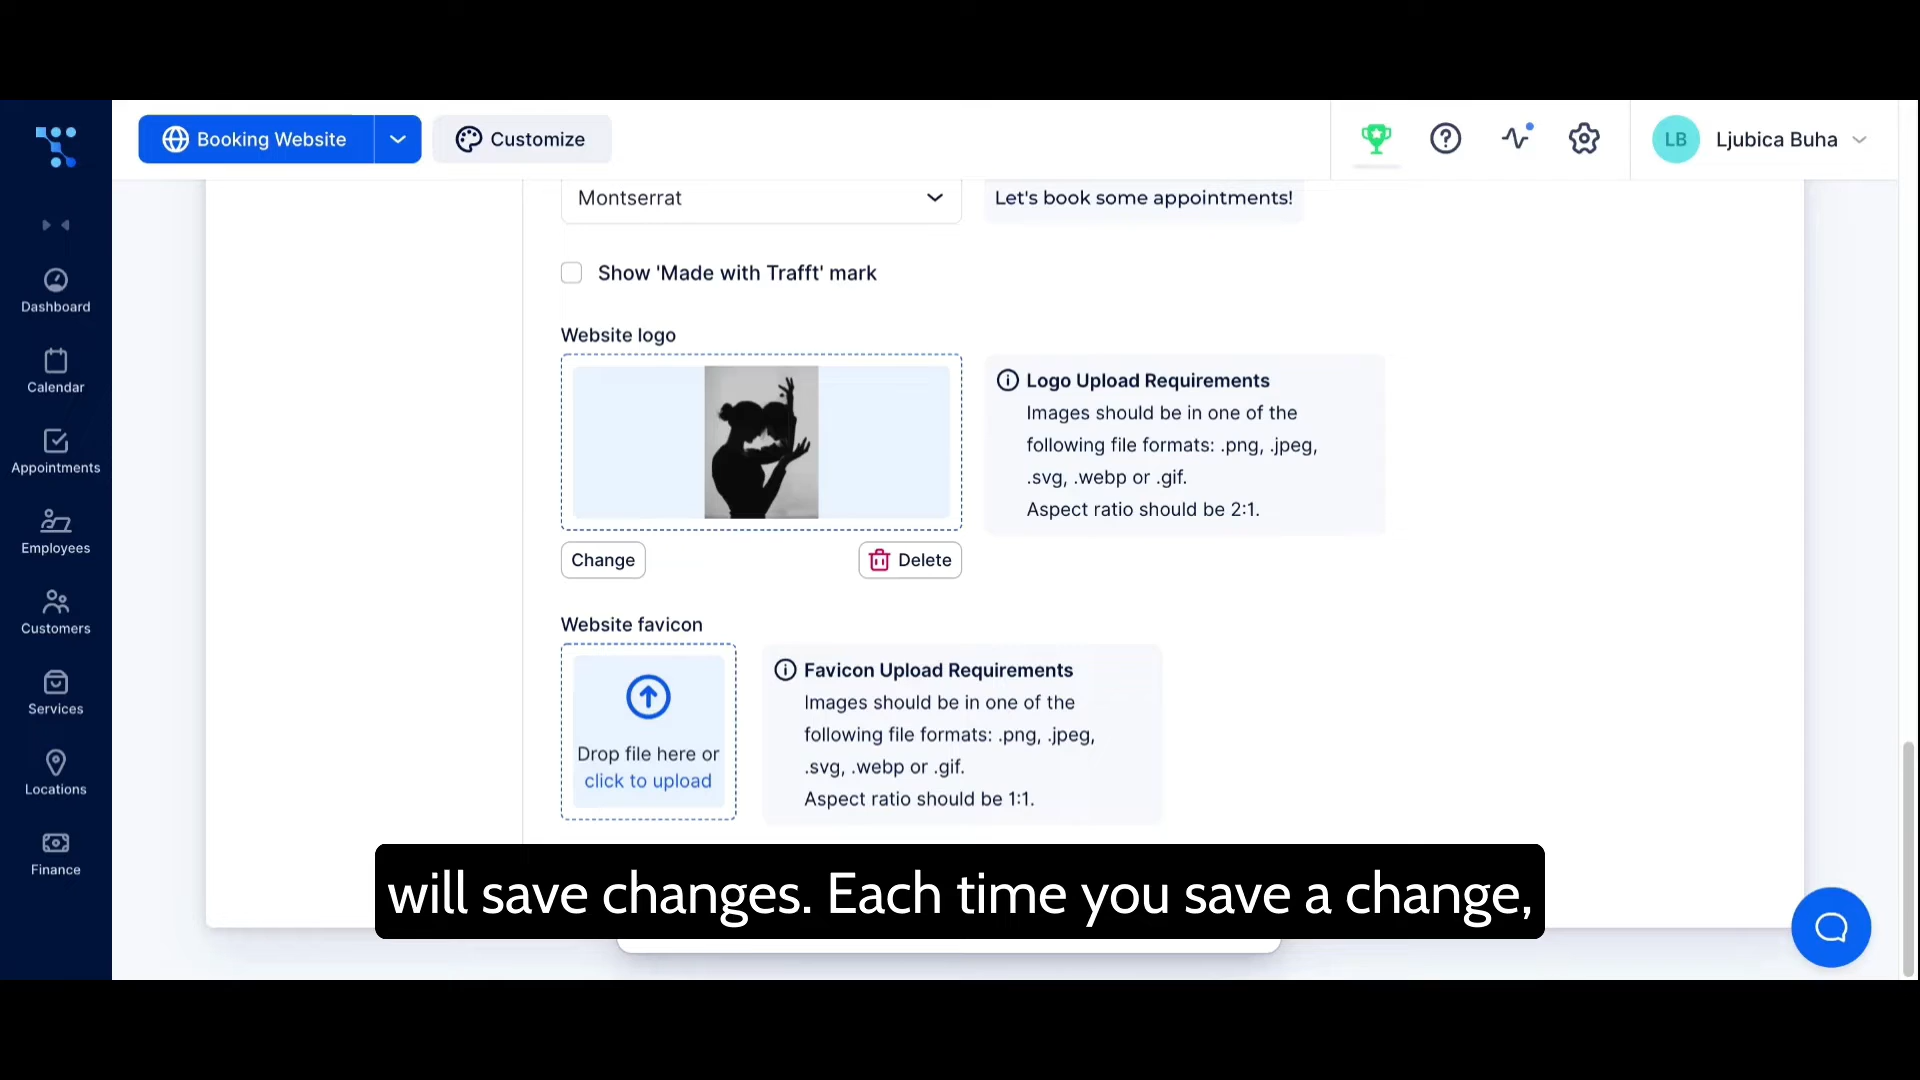 Booking Website
Customize
LB
Ljubica Buha
Dashboard
Calendar
Appointments
Employees
Customers
Services
Locations
Finance
Montserrat
Let's book some appointments!
Show 'Made with Trafft' mark
Website logo
Logo Upload Requirements
Images should be in one of the
following file formats: .png, .jpeg,
.svg, .webp or .gif.
Aspect ratio should be 2:1.
Change
Delete
Website favicon
Drop file here or
click to upload
Favicon Upload Requirements
Images should be in one of the
following file formats: .png, .jpeg,
.svg, .webp or .gif.
Aspect ratio should be 1:1.
will save changes. Each time you save a change,